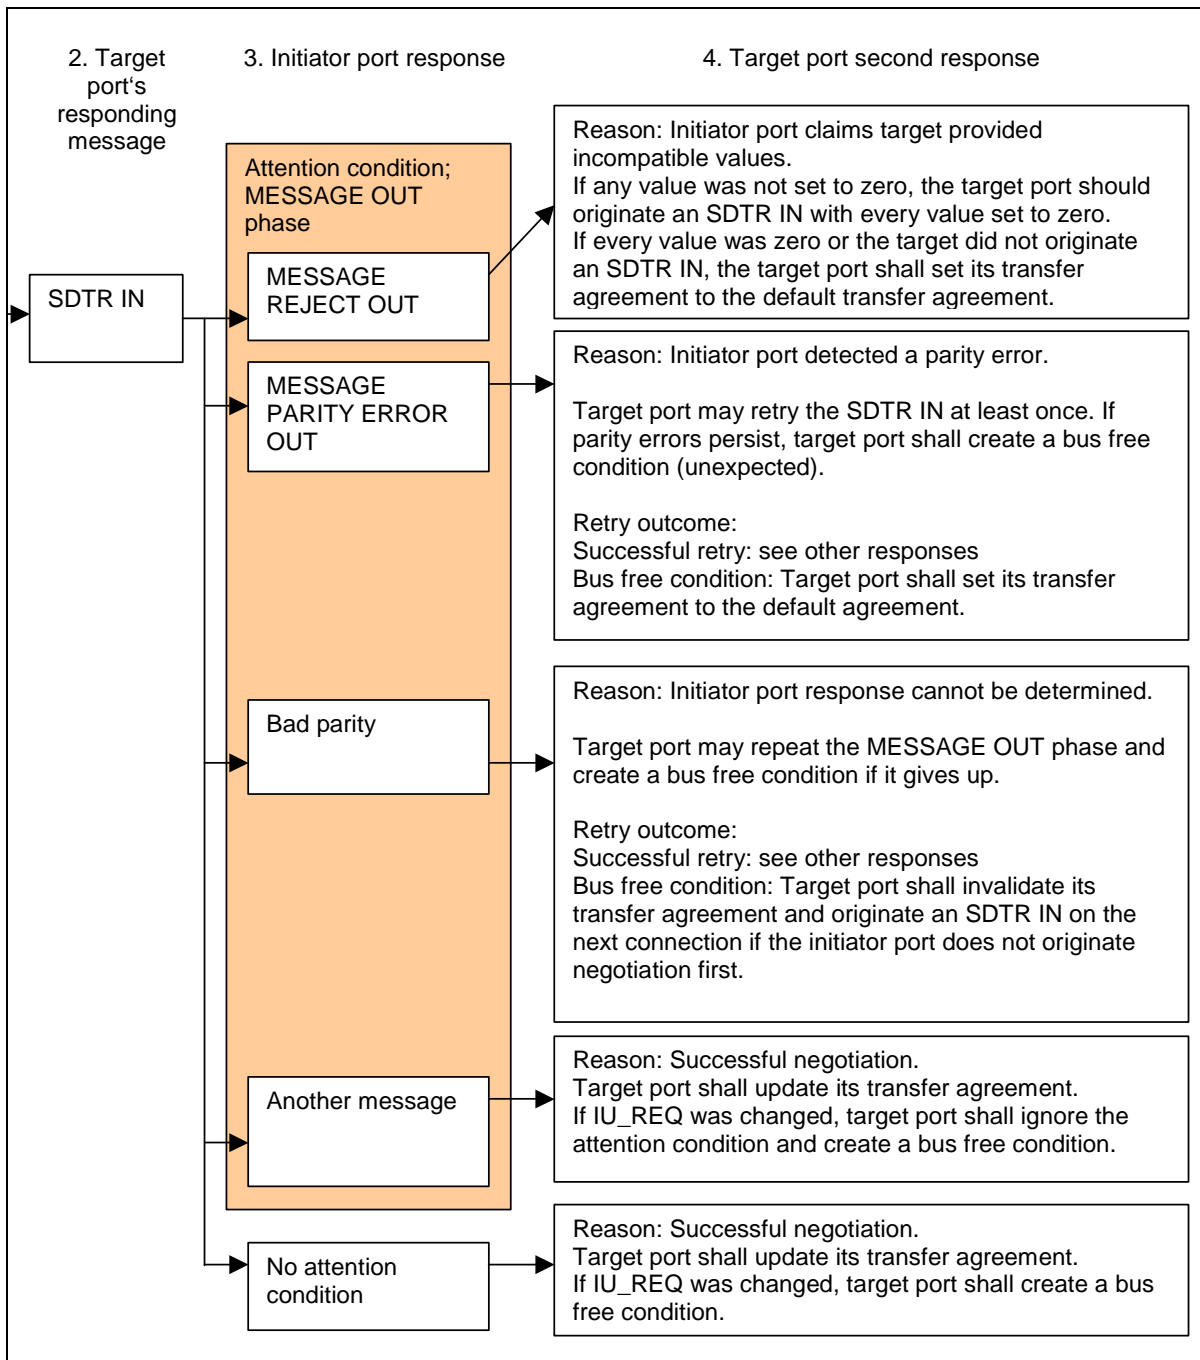 2. Target
port‘s
responding
message
3. Initiator port response
4. Target port second response
SDTR IN
Attention condition;
MESSAGE OUT
phase
MESSAGE
REJECT OUT
Reason: Initiator port claims target provided
incompatible values.
If any value was not set to zero, the target port should
originate an SDTR IN with every value set to zero.
If every value was zero or the target did not originate
an SDTR IN, the target port shall set its transfer
agreement to the default transfer agreement.
MESSAGE
PARITY ERROR
OUT
Reason: Initiator port detected a parity error.
Target port may retry the SDTR IN at least once. If
parity errors persist, target port shall create a bus free
condition (unexpected).
Retry outcome:
Successful retry: see other responses
Bus free condition: Target port shall set its transfer
agreement to the default agreement.
Bad parity
Reason: Initiator port response cannot be determined.
Target port may repeat the MESSAGE OUT phase and
create a bus free condition if it gives up.
Retry outcome:
Successful retry: see other responses
Bus free condition: Target port shall invalidate its
transfer agreement and originate an SDTR IN on the
next connection if the initiator port does not originate
negotiation first.
Another message
Reason: Successful negotiation.
Target port shall update its transfer agreement.
If IU_REQ was changed, target port shall ignore the
attention condition and create a bus free condition.
No attention
condition
Reason: Successful negotiation.
Target port shall update its transfer agreement.
If IU_REQ was changed, target port shall create a bus
free condition.